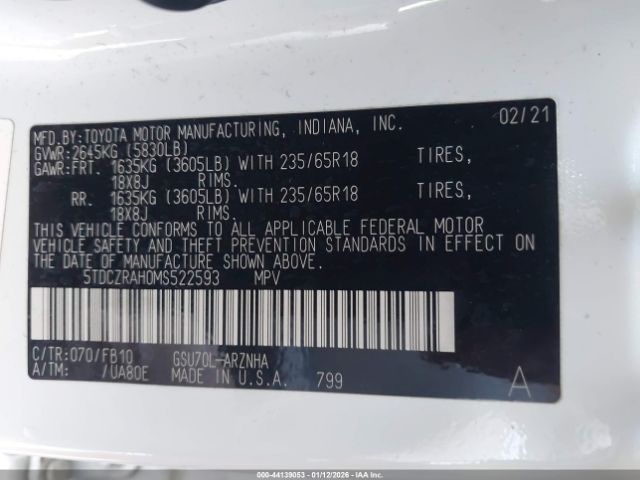 MFD.BY:TOYOTA MOTOR MANUFACTURING, INDIANA, INC. 02/21
GVWR:2645KG (5830LB)
GAWR:FRT. 1635KG (3605LB) WITH 235/65R18 TIRES,
18X8J RIMS.
RR. 1635KG (3605LB) WITH 235/65R18 TIRES,
18X8J RIMS.
THIS VEHICLE CONFORMS TO ALL APPLICABLE FEDERAL MOTOR
VEHICLE SAFETY AND THEFT PREVENTION STANDARDS IN EFFECT ON
THE DATE OF MANUFACTURE SHOWN ABOVE.
5TDCZRAH0MS522593 MPV
C/TR:070/FB10 GSU70L-ARZNHA
A/TM: /UA80E MADE IN U.S.A. 799 A
000-44139053 - 01/12/2026 - IAAI.COM